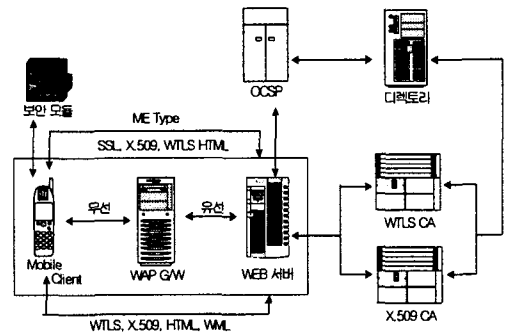 OCSP
디렉토리
보안 모듈
ME Type
SSL, X.509, WTLS HTML
무선
유선
WTLS CA
Mobile
Client
WAP G/W
WEB 서버
X.509 CA
WTLS, X.509, HTML, WML